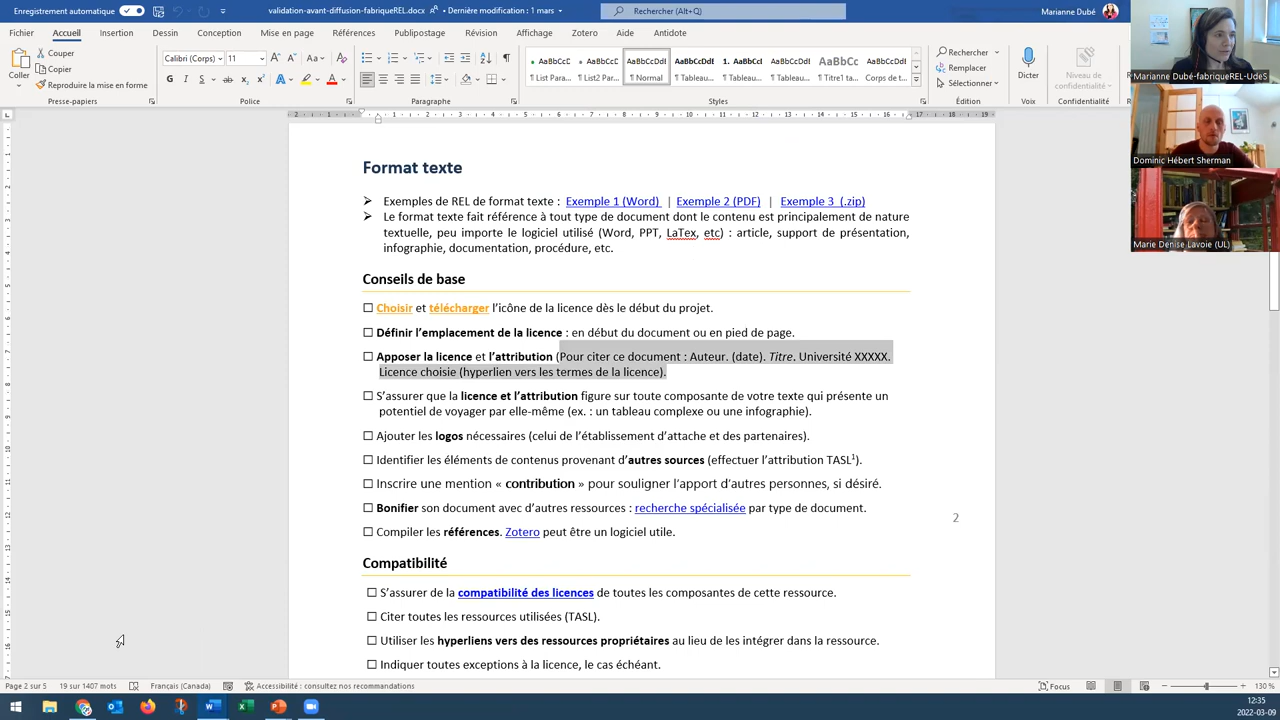 Enregistrement automatique
validation-avant-diffusion-fabriqueREL.docx • Dernière modification : 1 mars
Rechercher (Alt+Q)
Marianne Dubé
Fichier Accueil Insertion Dessin Conception Mise en page Références Publipostage Révision Affichage Zotero Aide Antidote
Coller
Couper
Copier
Reproduire la mise en forme
Presse-papiers
Calibri (Corps) 11
Police
Paragraphe
List Para... List2 Para... Normal Tableau... Tableau... Tableau... Titre1 ta... Corps de t...
Styles
Rechercher
Remplacer
Sélectionner
Édition
Dicter
Voix
Niveau de confidentialité
Confidentialité
Marianne Dubé-fabriqueREL-UdeS
Dominic Hébert Sherman
Marie Denise Lavoie (UL)
Format texte
Exemples de REL de format texte : Exemple 1 (Word) | Exemple 2 (PDF) | Exemple 3 (.zip)
Le format texte fait référence à tout type de document dont le contenu est principalement de nature
textuelle, peu importe le logiciel utilisé (Word, PPT, LaTex, etc) : article, support de présentation,
infographie, documentation, procédure, etc.
Conseils de base
☐ Choisir et télécharger l’icône de la licence dès le début du projet.
☐ Définir l’emplacement de la licence : en début du document ou en pied de page.
☐ Apposer la licence et l’attribution (Pour citer ce document : Auteur. (date). Titre. Université XXXXX.
Licence choisie (hyperlien vers les termes de la licence).
☐ S’assurer que la licence et l’attribution figure sur toute composante de votre texte qui présente un
potentiel de voyager par elle-même (ex. : un tableau complexe ou une infographie).
☐ Ajouter les logos nécessaires (celui de l’établissement d’attache et des partenaires).
☐ Identifier les éléments de contenus provenant d’autres sources (effectuer l’attribution TASL1).
☐ Inscrire une mention « contribution » pour souligner l’apport d’autres personnes, si désiré.
☐ Bonifier son document avec d’autres ressources : recherche spécialisée par type de document.
2
☐ Compiler les références. Zotero peut être un logiciel utile.
Compatibilité
☐ S’assurer de la compatibilité des licences de toutes les composantes de cette ressource.
☐ Citer toutes les ressources utilisées (TASL).
☐ Utiliser les hyperliens vers des ressources propriétaires au lieu de les intégrer dans la ressource.
☐ Indiquer toutes exceptions à la licence, le cas échéant.
Page 2 sur 5 19 sur 1407 mots Français (Canada) Accessibilité : consultez nos recommandations Focus 130 %
12:35
2022-03-09